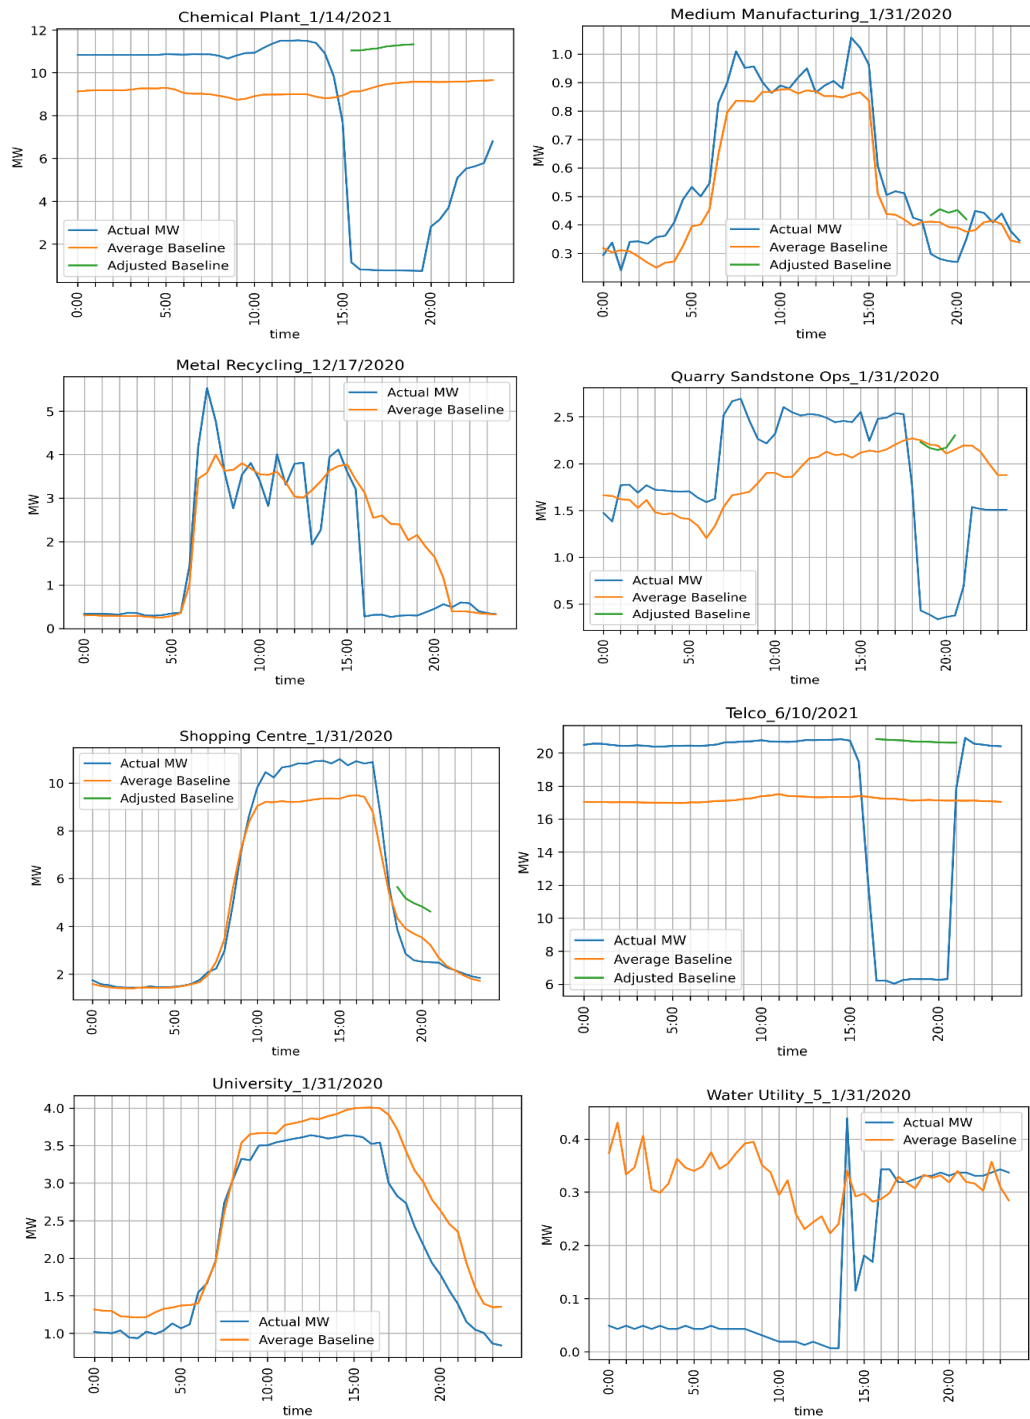 Chemical Plant_1/14/2021
12
10
8
6
4
2
MW
Actual MW
Average Baseline
Adjusted Baseline
0:00
5:00
10:00
15:00
20:00
time
Medium Manufacturing_1/31/2020
1.0
0.9
0.8
0.7
0.6
0.5
0.4
0.3
MW
Actual MW
Average Baseline
Adjusted Baseline
0:00
5:00
10:00
15:00
20:00
time
Metal Recycling_12/17/2020
5
4
3
2
1
0
MW
Actual MW
Average Baseline
0:00
5:00
10:00
15:00
20:00
time
Quarry Sandstone Ops_1/31/2020
2.5
2.0
1.5
1.0
0.5
MW
Actual MW
Average Baseline
Adjusted Baseline
0:00
5:00
10:00
15:00
20:00
time
Shopping Centre_1/31/2020
10
8
6
4
2
MW
Actual MW
Average Baseline
Adjusted Baseline
0:00
5:00
10:00
15:00
20:00
time
Telco_6/10/2021
20
18
16
14
12
10
8
6
MW
Actual MW
Average Baseline
Adjusted Baseline
0:00
5:00
10:00
15:00
20:00
time
University_1/31/2020
4.0
3.5
3.0
2.5
2.0
1.5
1.0
MW
Actual MW
Average Baseline
0:00
5:00
10:00
15:00
20:00
time
Water Utility_5_1/31/2020
0.4
0.3
0.2
0.1
0.0
MW
Actual MW
Average Baseline
0:00
5:00
10:00
15:00
20:00
time